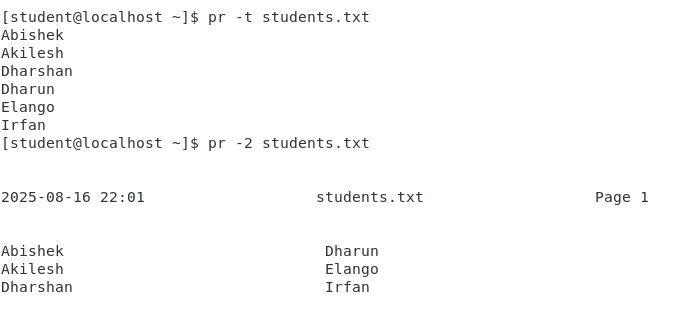 [student@localhost ~]$ pr -t students.txt
Abishek
Akilesh
Dharshan
Dharun
Elango
Irfan
[student@localhost ~]$ pr -2 students.txt
2025-08-16 22:01 students.txt Page 1
Abishek Dharun
Akilesh Elango
Dharshan Irfan